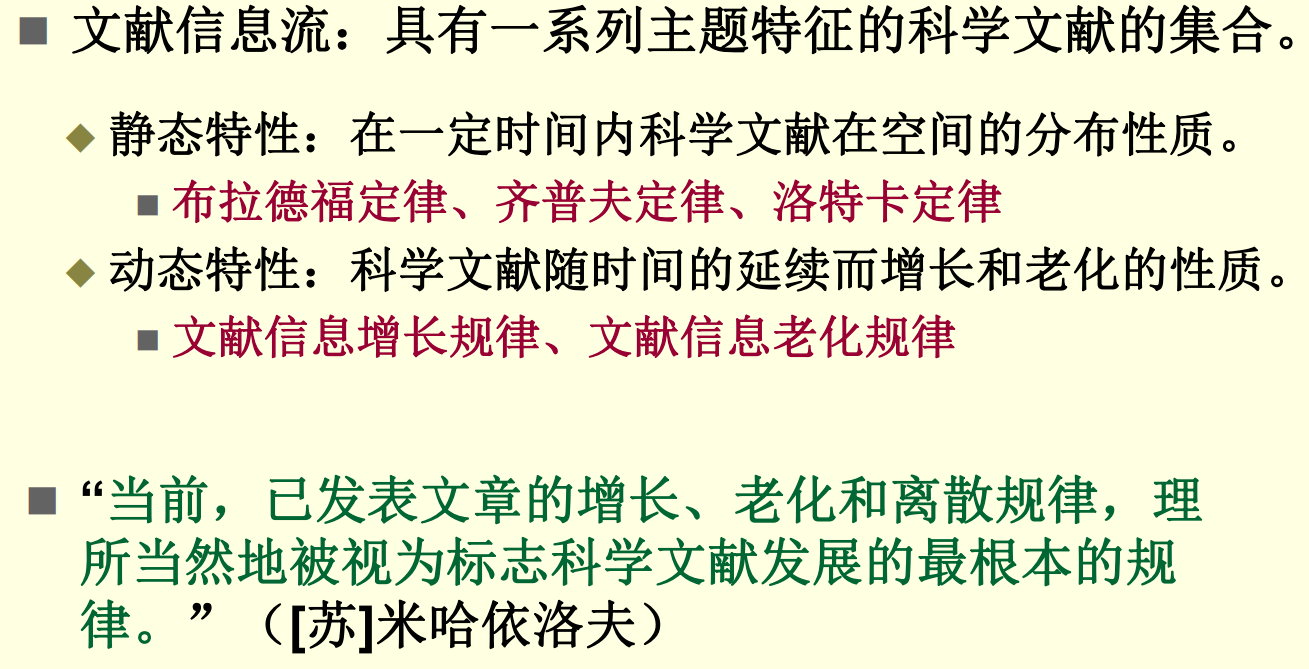 文献信息流：具有一系列主题特征的科学文献的集合。
静态特性：在一定时间内科学文献在空间的分布性质。
布拉德福定律、齐普夫定律、洛特卡定律
动态特性：科学文献随时间的延续而增长和老化的性质。
文献信息增长规律、文献信息老化规律
“当前，已发表文章的增长、老化和离散规律，理
所当然地被视为标志科学文献发展的最根本的规
律。”（[苏]米哈依洛夫）